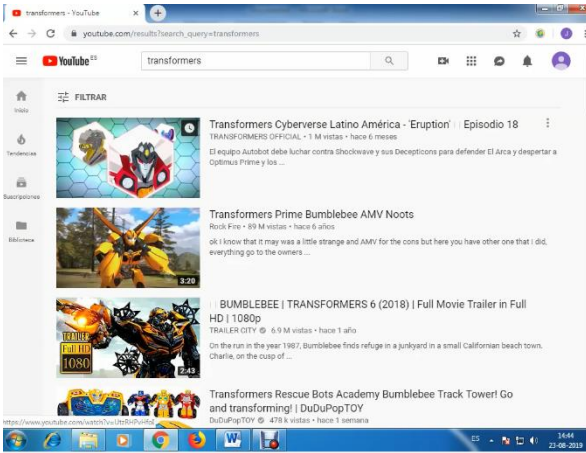 transformers - YouTube
youtube.com/results?search_query=transformers
YouTube ES
transformers
Inicio
Tendencias
Suscripciones
Biblioteca
FILTRAR
Transformers Cyberverse Latino América - 'Eruption' Episodio 18
TRANSFORMERS OFFICIAL • 1 M vistas • hace 6 meses
El equipo Autobot debe luchar contra Shockwave y sus Decepticons para defender El Arca y despertar a
Optimus Prime y los ...
Transformers Prime Bumblebee AMV Noots
Rock Fire • 89 M vistas • hace 6 años
ok I know that it may was a little strange and AMV for the cons but here you have other one that I did,
everything go to the owners ...
3:20
BUMBLEBEE | TRANSFORMERS 6 (2018) | Full Movie Trailer in Full
HD | 1080p
TRAILER CITY 6.9 M vistas • hace 1 año
On the run in the year 1987, Bumblebee finds refuge in a junkyard in a small Californian beach town.
Charlie, on the cusp of ...
TRAILER
Full HD
1080
2:43
Transformers Rescue Bots Academy Bumblebee Track Tower! Go
and transforming! | DuDuPopTOY
DuDuPopTOY 478 k vistas • hace 1 semana
ES
14:44
23-08-2019